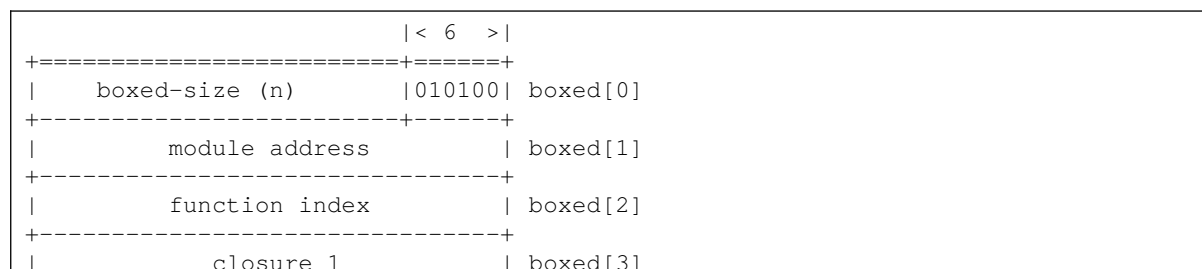 |< 6  >|
+=========================+======+
|    boxed-size (n)       |010100| boxed[0]
+-------------------------+------+
|         module address         | boxed[1]
+--------------------------------+
|         function index         | boxed[2]
+--------------------------------+
|            closure 1           | boxed[3]